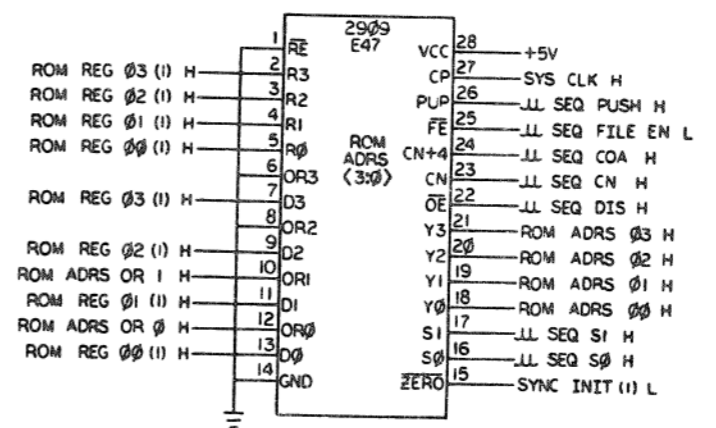 2909
E47
1 RE VCC 28 +5V
ROM REG Ø3 (1) H 2 R3 CP 27 SYS CLK H
ROM REG Ø2 (1) H 3 R2 PUP 26 µ SEQ PUSH H
ROM REG Ø1 (1) H 4 R1 FE 25 µ SEQ FILE EN L
ROM REG ØØ (1) H 5 RØ ROM CN+4 24 µ SEQ COA H
6 OR3 ADRS CN 23 µ SEQ CN H
ROM REG Ø3 (1) H 7 D3 <3:Ø> OE 22 µ SEQ DIS H
8 OR2 Y3 21 ROM ADRS Ø3 H
ROM REG Ø2 (1) H 9 D2 Y2 2Ø ROM ADRS Ø2 H
ROM ADRS OR 1 H 10 OR1 Y1 19 ROM ADRS Ø1 H
ROM REG Ø1 (1) H 11 D1 YØ 18 ROM ADRS ØØ H
ROM ADRS OR Ø H 12 ORØ S1 17 µ SEQ S1 H
ROM REG ØØ (1) H 13 DØ SØ 16 µ SEQ SØ H
14 GND ZERO 15 SYNC INIT (1) L